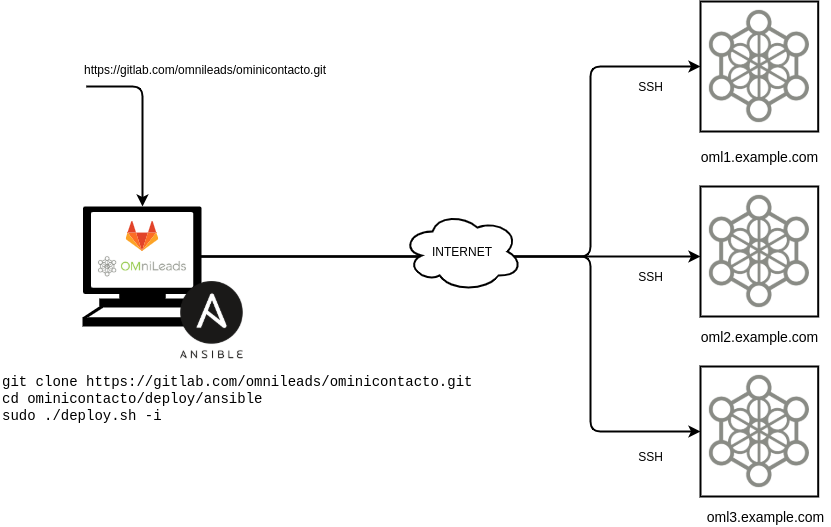 https://gitlab.com/omnileads/ominicontacto.git
SSH
oml1.example.com
OMniLeads
INTERNET
SSH
ANSIBLE
oml2.example.com
git clone https://gitlab.com/omnileads/ominicontacto.git
cd ominicontacto/deploy/ansible
sudo ./deploy.sh -i
SSH
oml3.example.com